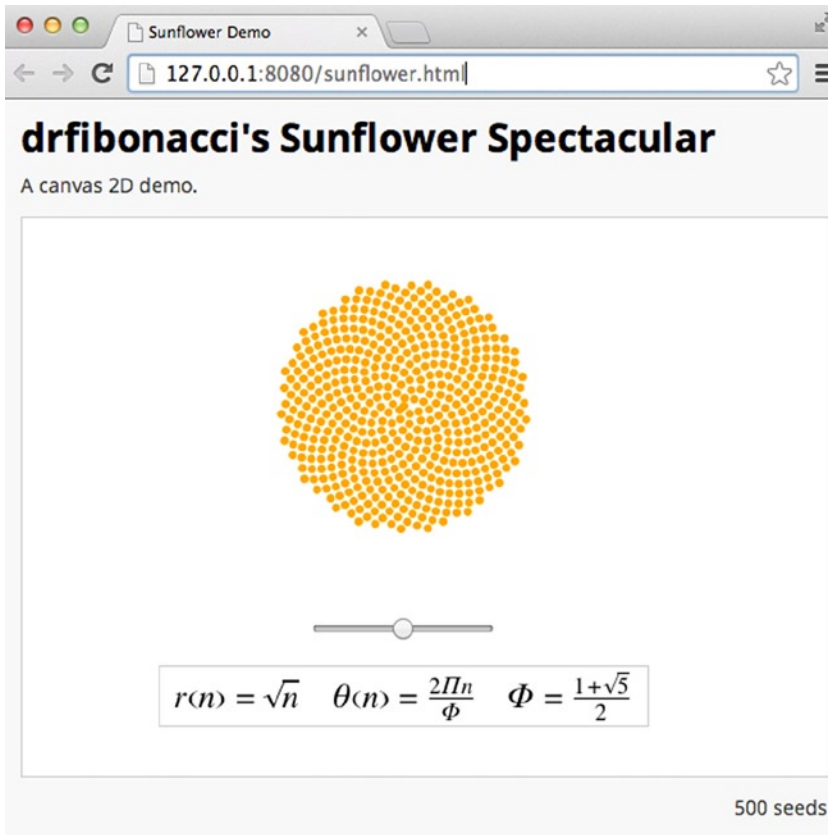 Sunflower Demo
127.0.0.1:8080/sunflower.html
drfibonacci's Sunflower Spectacular
A canvas 2D demo.
r(n) = √n θ(n) = 2Πn/Φ Φ = (1+√5)/2
500 seeds